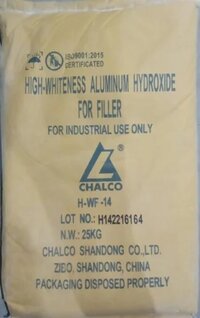 ISO9001:2015
CERTIFICATED
HIGH-WHITENESS ALUMINUM HYDROXIDE
FOR FILLER
FOR INDUSTRIAL USE ONLY
®
CHALCO
H-WF-14
LOT NO.: H142216164
N.W.: 25KG
CHALCO SHANDONG CO.,LTD.
ZIBO, SHANDONG, CHINA
PACKAGING DISPOSED PROPERLY